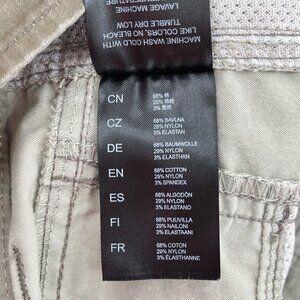 MACHINE WASH COLD WITH
LIKE COLORS, NO BLEACH
TUMBLE DRY LOW
LAVAGE MACHINE
CN
68% 棉
29% 锦纶
3% 氨纶
CZ
68% BAVLNA
29% NYLON
3% ELASTAN
DE
68% BAUMWOLLE
29% NYLON
3% ELASTHAN
EN
68% COTTON
29% NYLON
3% SPANDEX
ES
68% ALGODÓN
29% NYLON
3% ELASTANO
FI
68% PUUVILLA
29% NAILONI
3% ELASTAANI
FR
68% COTON
29% NYLON
3% ÉLASTHANNE